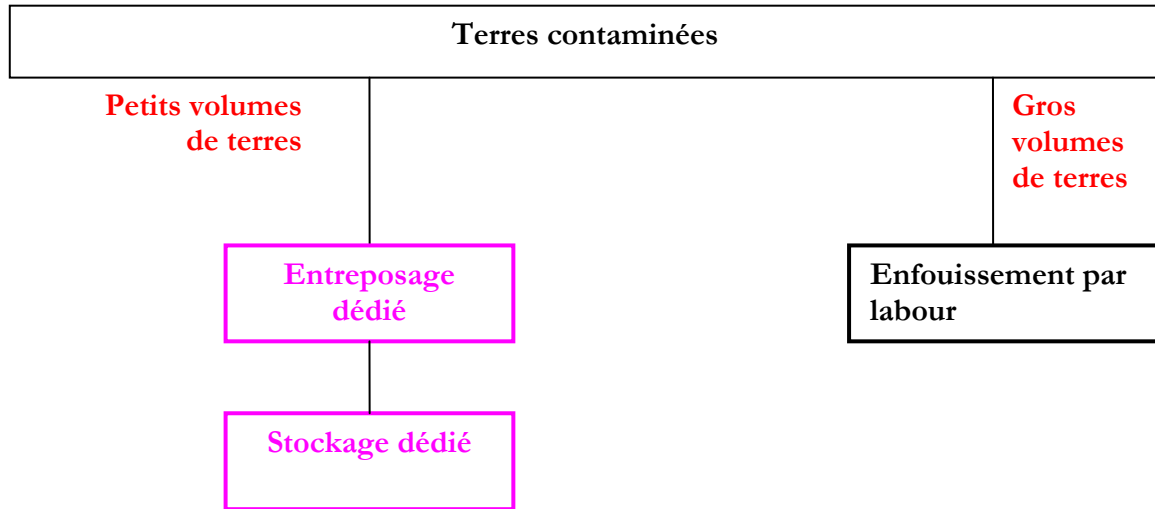 Terres contaminées
Petits volumes
de terres
Gros
volumes
de terres
Entreposage
dédié
Enfouissement par
labour
Stockage dédié